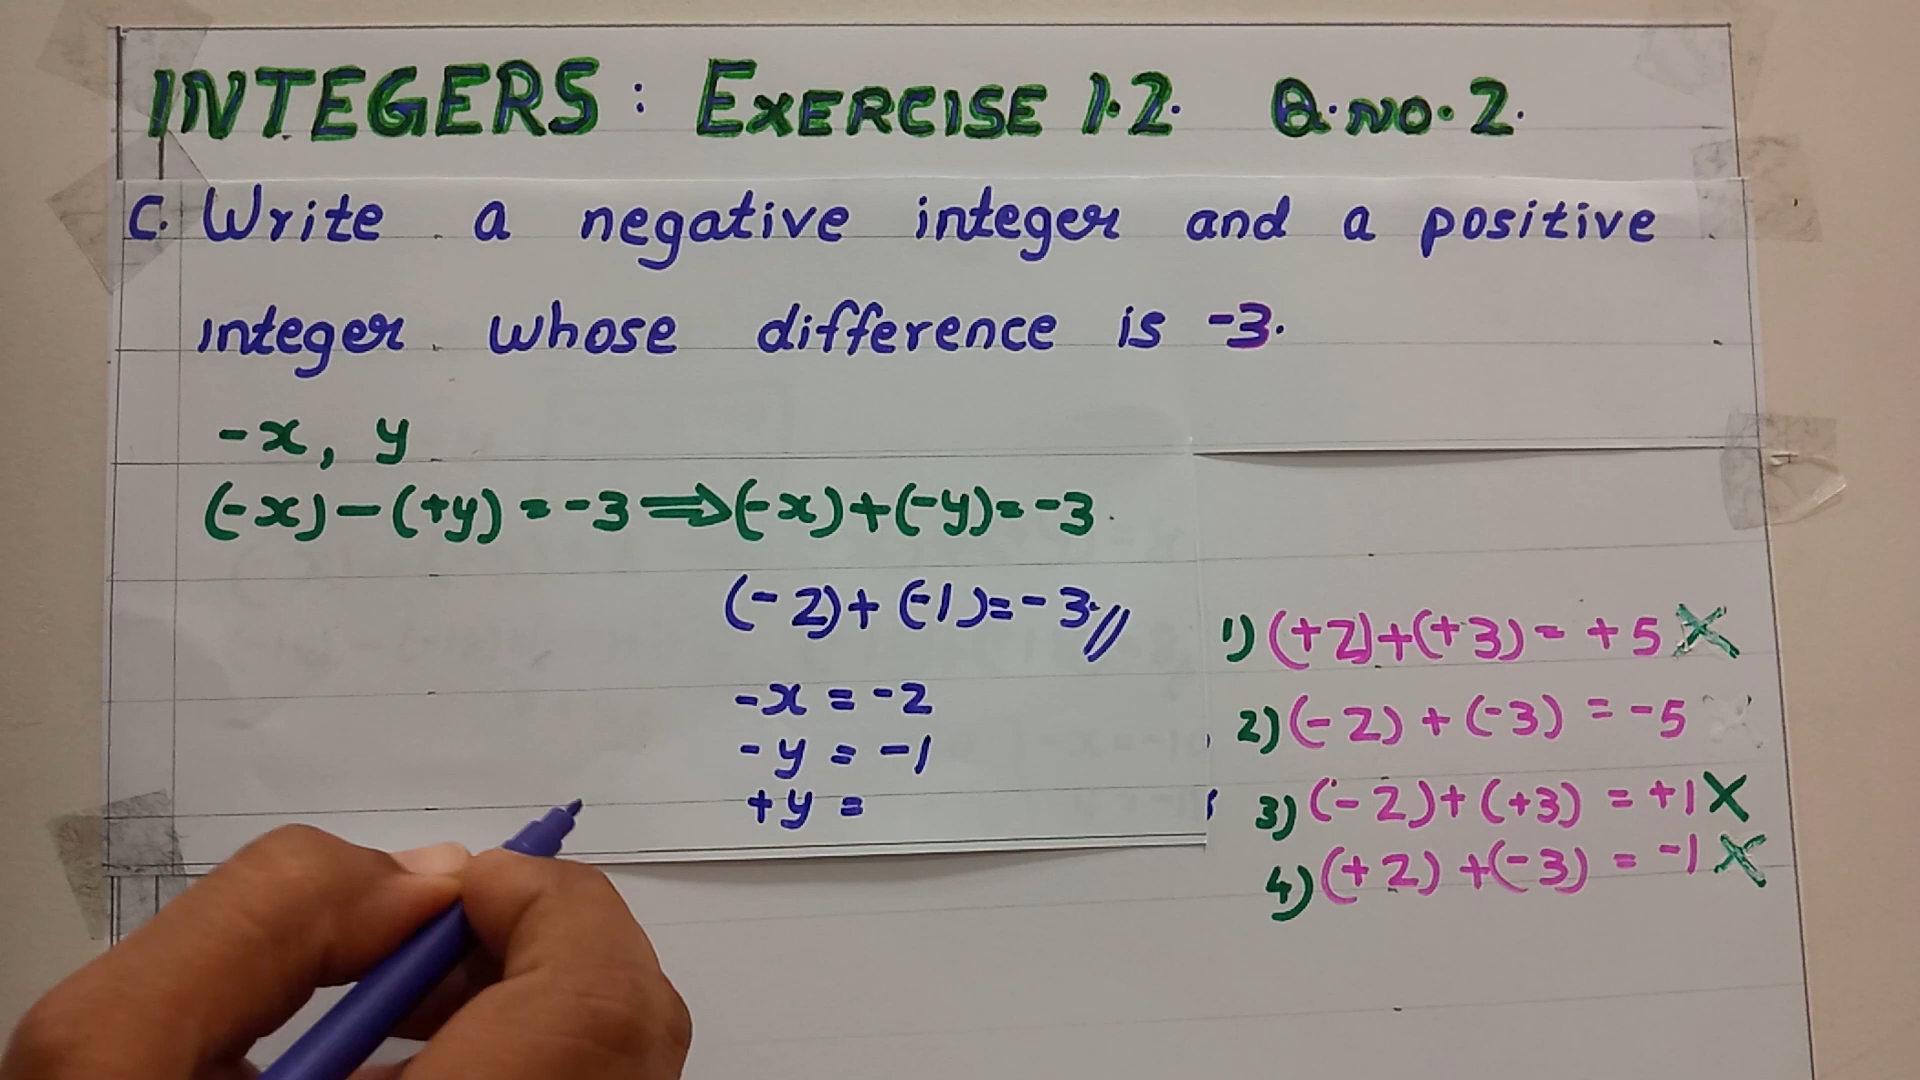 INTEGERS: EXERCISE 1.2. Q.NO.2.
C. Write a negative integer and a positive
integer whose difference is -3.
-x, y
(-x)-(+y) = -3 ⟹ (-x)+(-y)= -3
(-2)+(-1)=-3 //
-x = -2
-y = -1
+y =
1) (+2)+(+3) = +5 X
2) (-2) + (-3) = -5
3) (-2)+(+3) = +1 X
4) (+2) +(-3) = -1 X